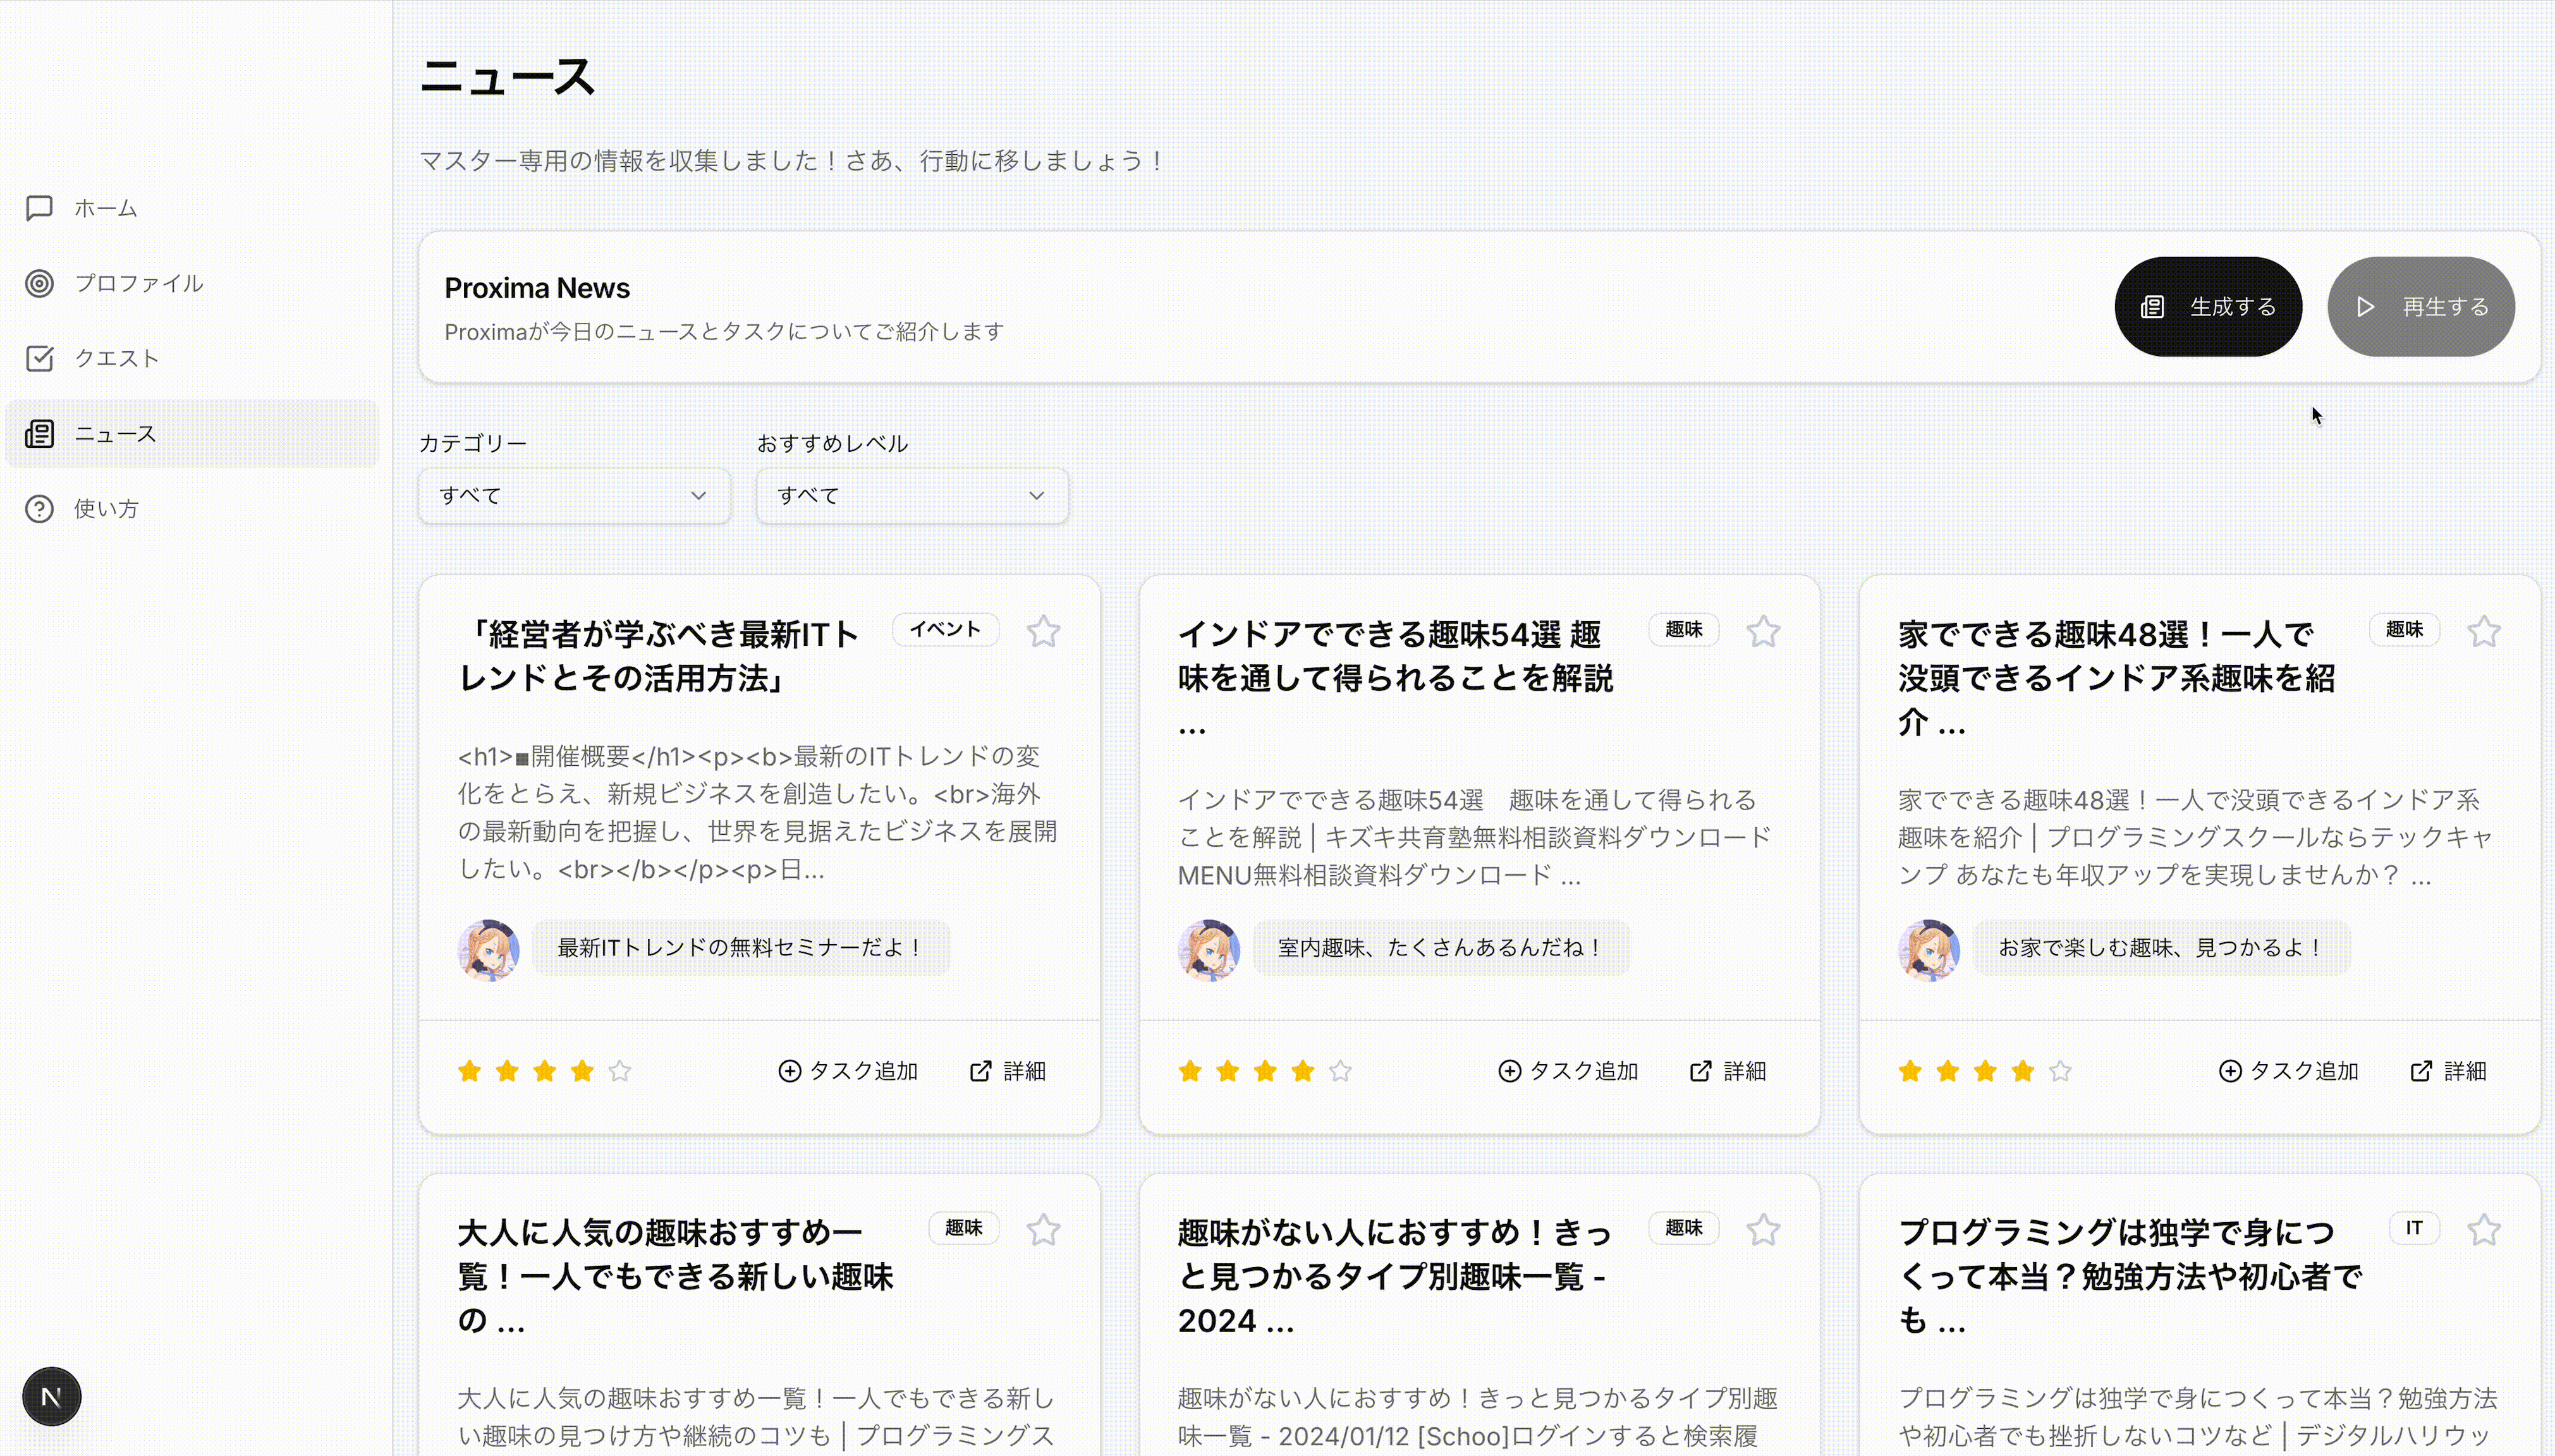 ニュース
マスター専用の情報を収集しました！さあ、行動に移しましょう！
ホーム
プロファイル
クエスト
ニュース
使い方
Proxima News
Proximaが今日のニュースとタスクについてご紹介します
生成する
再生する
カテゴリー
おすすめレベル
すべて
すべて
「経営者が学ぶべき最新ITト
レンドとその活用方法」
イベント
<h1>■開催概要</h1><p><b>最新のITトレンドの変
化をとらえ、新規ビジネスを創造したい。<br>海外
の最新動向を把握し、世界を見据えたビジネスを展開
したい。<br></b></p><p>日...
最新ITトレンドの無料セミナーだよ！
タスク追加
詳細
インドアでできる趣味54選 趣
味を通して得られることを解説
...
趣味
インドアでできる趣味54選　趣味を通して得られる
ことを解説 | キズキ共育塾無料相談資料ダウンロード
MENU無料相談資料ダウンロード ...
室内趣味、たくさんあるんだね！
タスク追加
詳細
家でできる趣味48選！一人で
没頭できるインドア系趣味を紹
介 ...
趣味
家でできる趣味48選！一人で没頭できるインドア系
趣味を紹介 | プログラミングスクールならテックキャ
ンプ あなたも年収アップを実現しませんか？ ...
お家で楽しむ趣味、見つかるよ！
タスク追加
詳細
大人に人気の趣味おすすめ一
覧！一人でもできる新しい趣味
の ...
趣味
大人に人気の趣味おすすめ一覧！一人でもできる新し
い趣味の見つけ方や継続のコツも | プログラミングス
趣味がない人におすすめ！きっ
と見つかるタイプ別趣味一覧 -
2024 ...
趣味
趣味がない人におすすめ！きっと見つかるタイプ別趣
味一覧 - 2024/01/12 [Schoo]ログインすると検索履
プログラミングは独学で身につ
くって本当？勉強方法や初心者で
も ...
IT
プログラミングは独学で身につくって本当？勉強方法
や初心者でも挫折しないコツなど | デジタルハリウッ
N